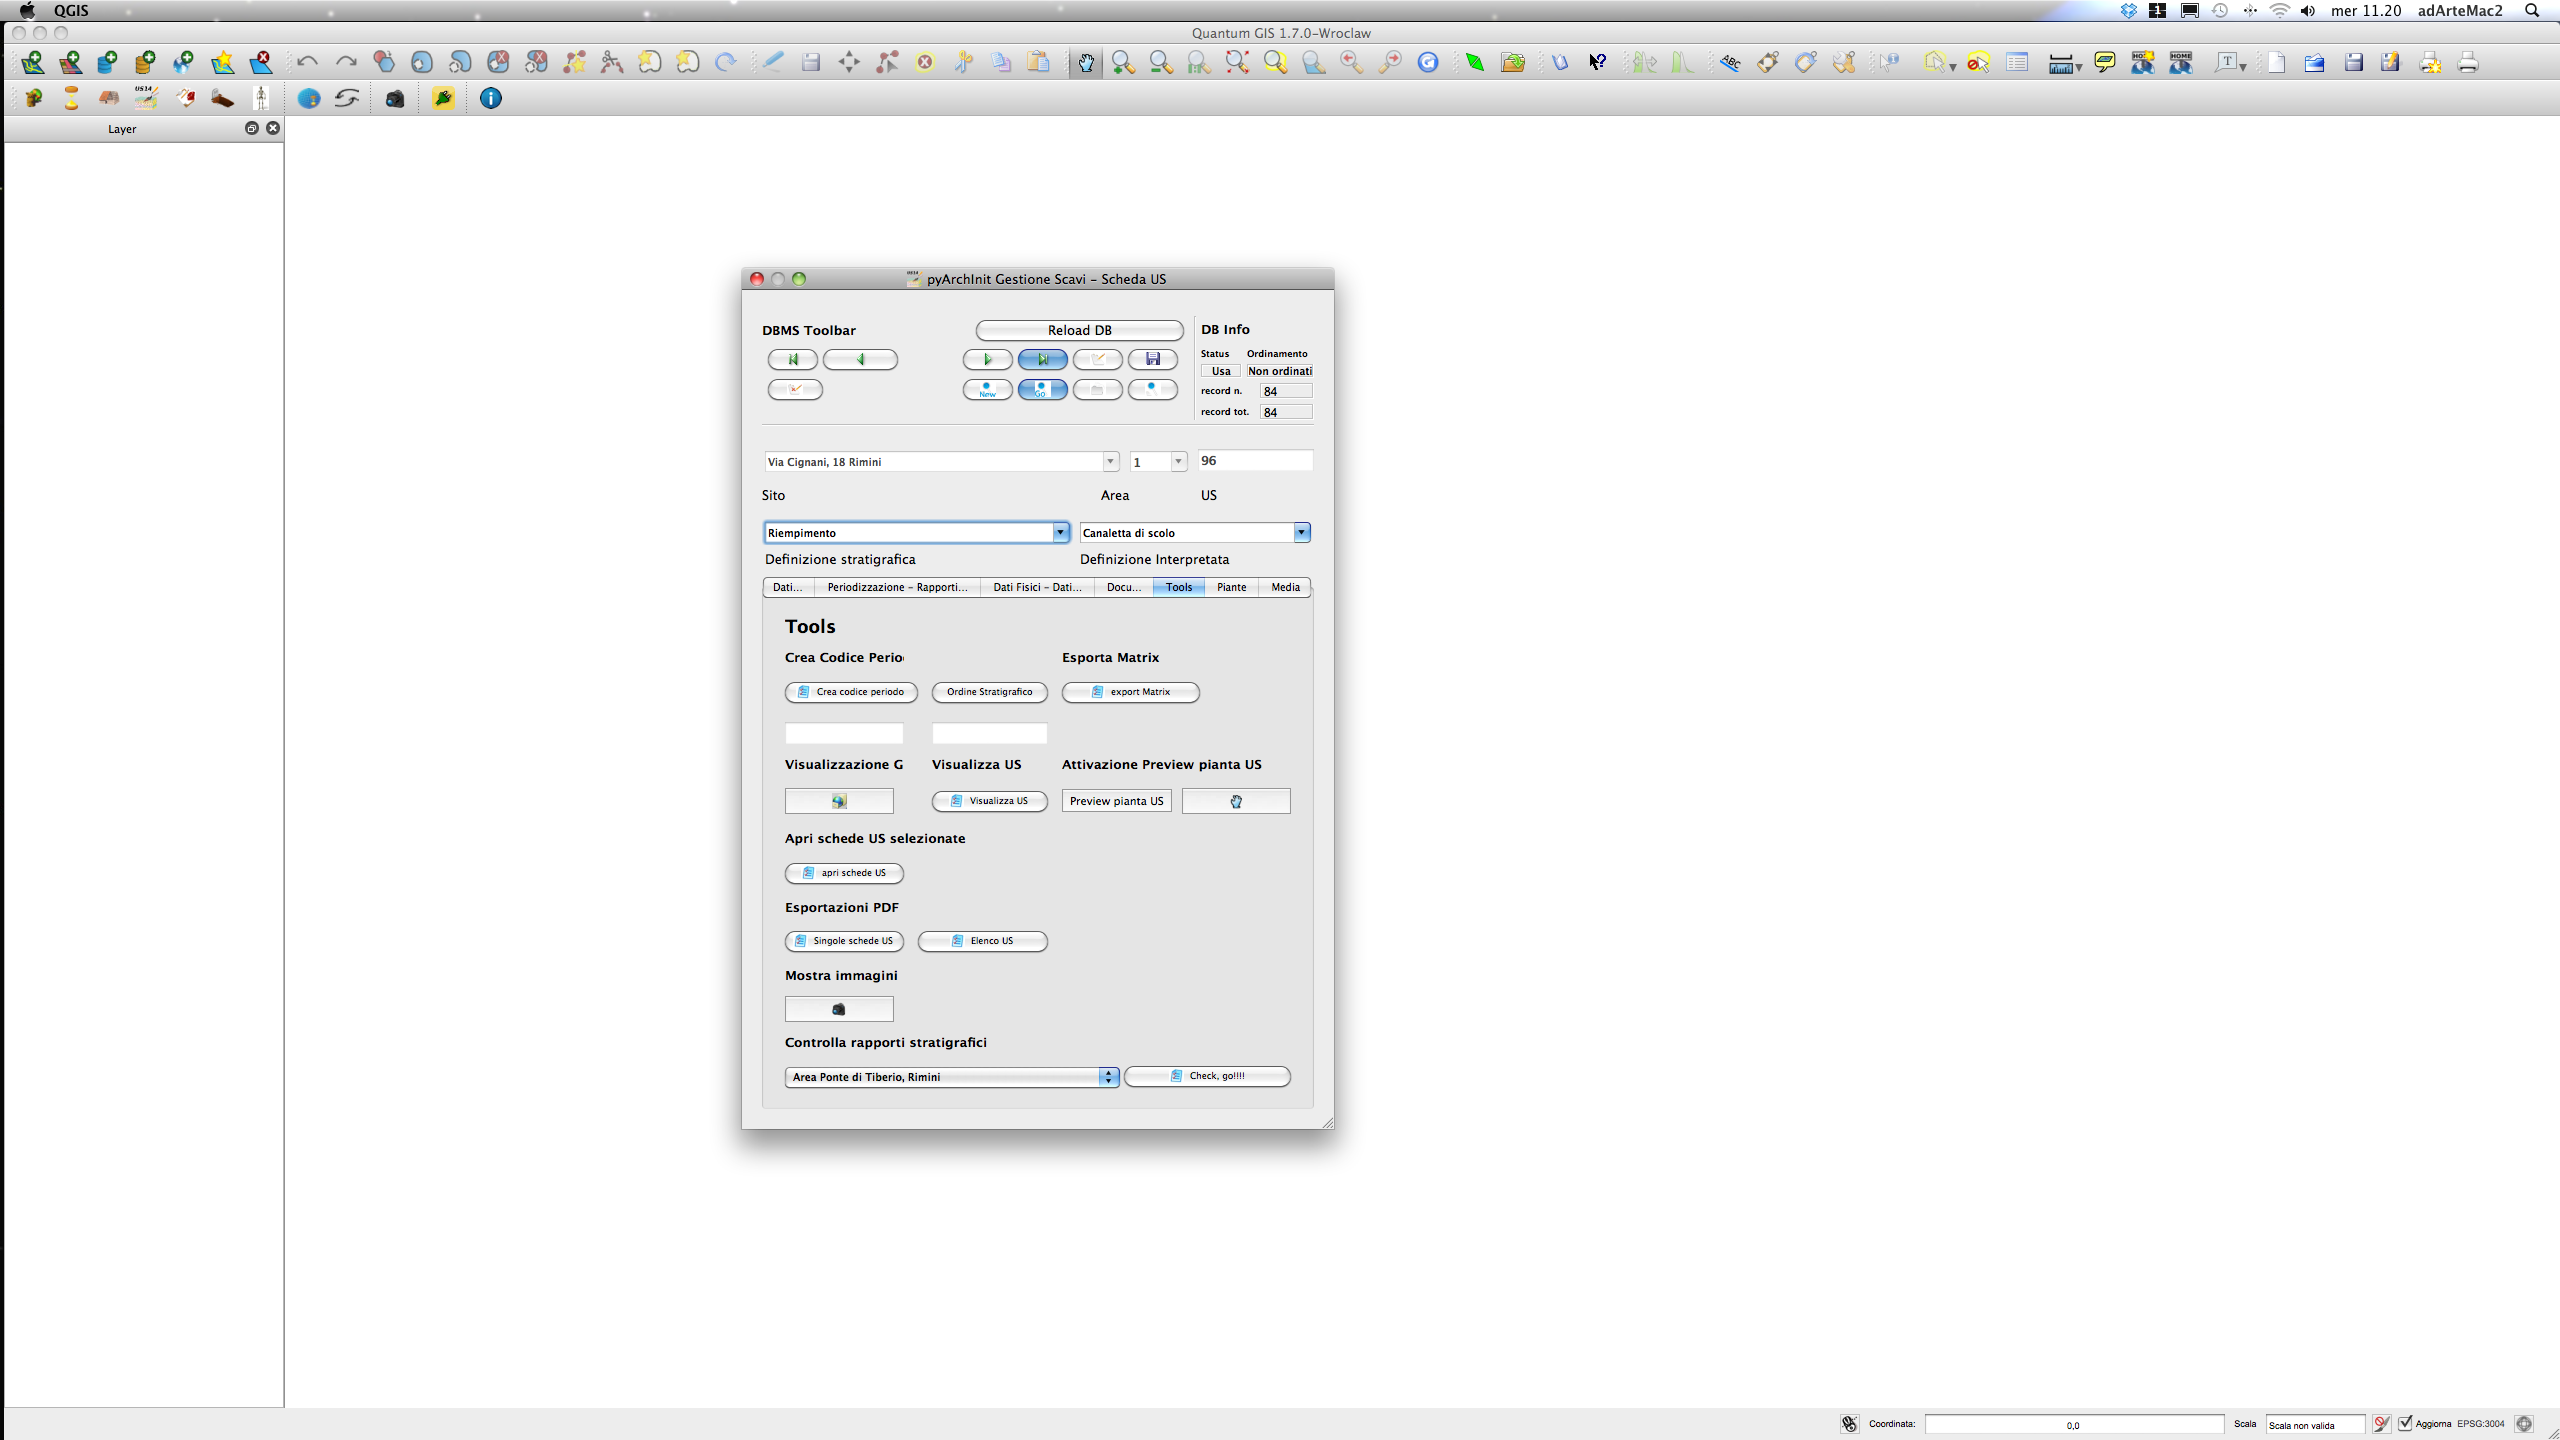 QGIS
mer 11.20 adArteMac2
Quantum GIS 1.7.0-Wroclaw
ABC
HOME
T
US14
Layer
pyArchInit Gestione Scavi - Scheda US
DBMS Toolbar
Reload DB
DB Info
Status Ordinamento
Usa Non ordinati
New
Go
record n. 84
record tot. 84
Via Cignani, 18 Rimini 1 96
Sito Area US
Riempimento Canaletta di scolo
Definizione stratigrafica Definizione Interpretata
Dati... Periodizzazione - Rapporti... Dati Fisici - Dati... Docu... Tools Piante Media
Tools
Crea Codice Perio Esporta Matrix
Crea codice periodo Ordine Stratigrafico export Matrix
Visualizzazione G Visualizza US Attivazione Preview pianta US
Visualizza US Preview pianta US
Apri schede US selezionate
apri schede US
Esportazioni PDF
Singole schede US Elenco US
Mostra immagini
Controlla rapporti stratigrafici
Area Ponte di Tiberio, Rimini Check, go!!!!
Coordinata: 0,0 Scala Scala non valida Aggiorna EPSG:3004